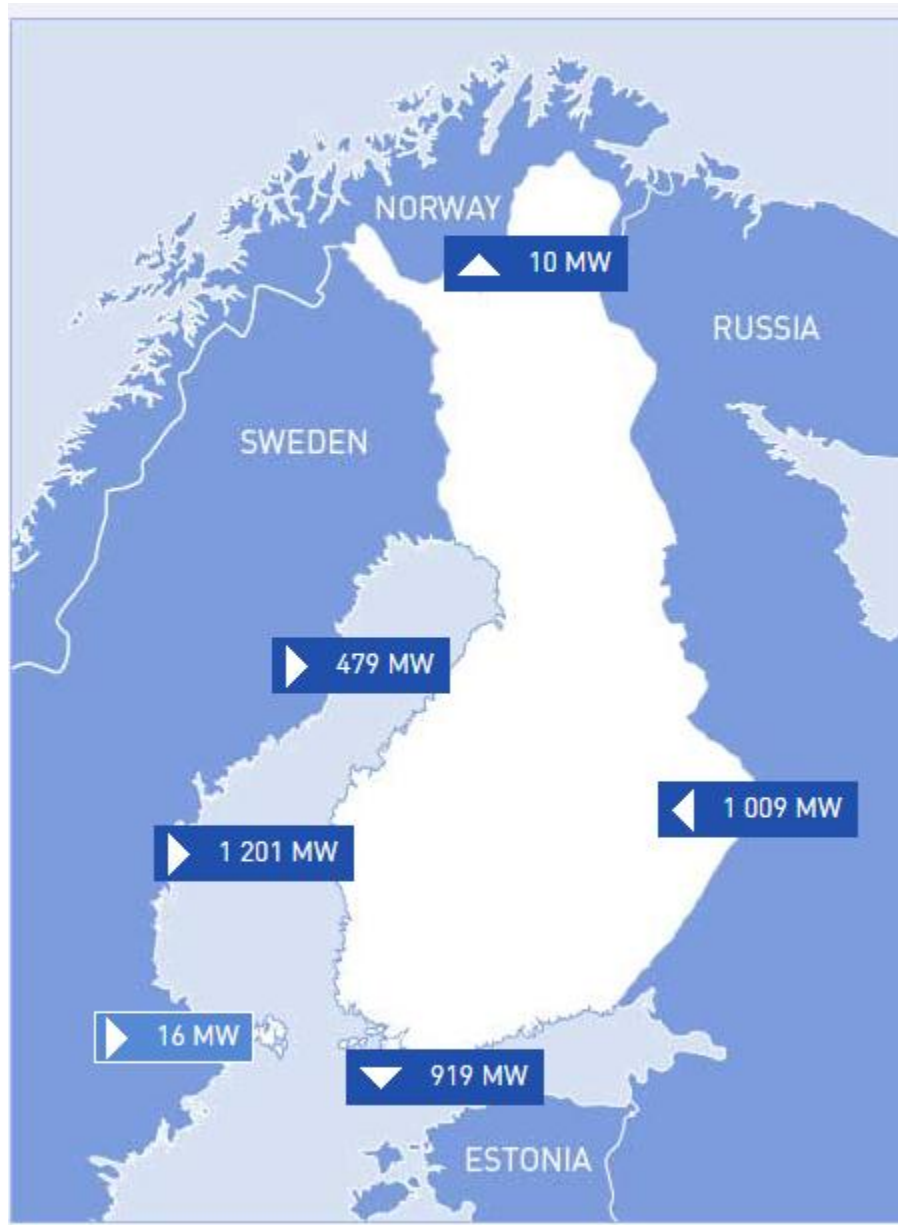 NORWAY
10 MW
RUSSIA
SWEDEN
479 MW
1 009 MW
1 201 MW
16 MW
919 MW
ESTONIA